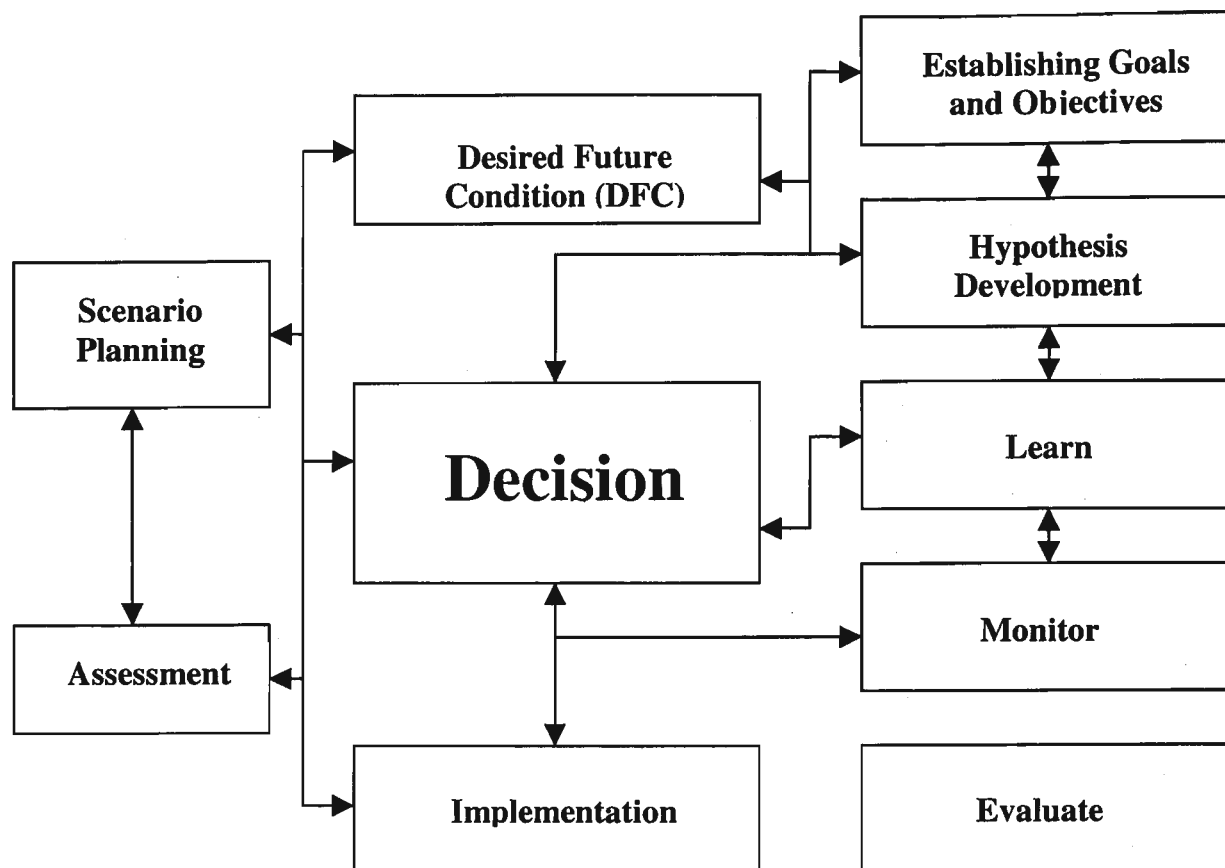 Establishing Goals
and Objectives
Desired Future
Condition (DFC)
Hypothesis
Development
Scenario
Planning
Decision
Learn
Assessment
Monitor
Implementation
Evaluate